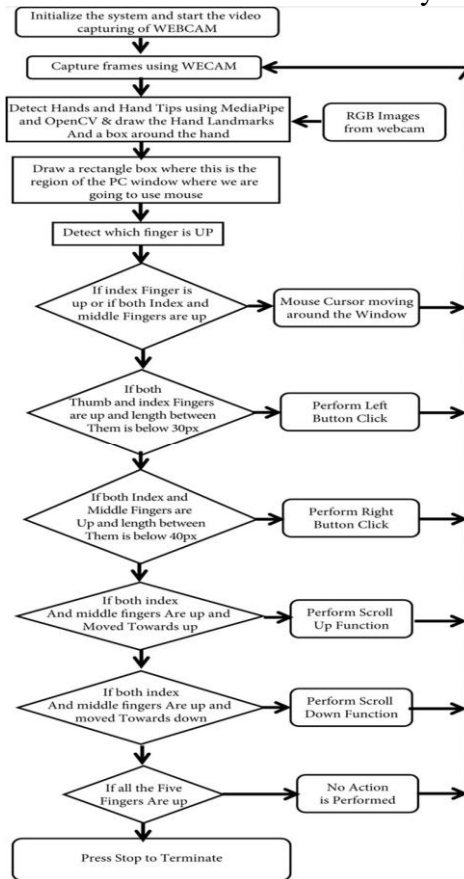 Initialize the system and start the video
capturing of WEBCAM
Capture frames using WECAM
Detect Hands and Hand Tips using MediaPipe
and OpenCV & draw the Hand Landmarks
And a box around the hand
RGB Images
from webcam
Draw a rectangle box where this is the
region of the PC window where we are
going to use mouse
Detect which finger is UP
If index Finger is
up or if both Index and
middle Fingers are up
Mouse Cursor moving
around the Window
If both
Thumb and index Fingers
are up and length between
Them is below 30px
Perform Left
Button Click
If both Index and
Middle Fingers are
Up and length between
Them is below 40px
Perform Right
Button Click
If both index
And middle fingers Are up and
Moved Towards up
Perform Scroll
Up Function
If both index
And middle fingers Are up and
moved Towards down
Perform Scroll
Down Function
If all the Five
Fingers Are up
No Action
is Performed
Press Stop to Terminate